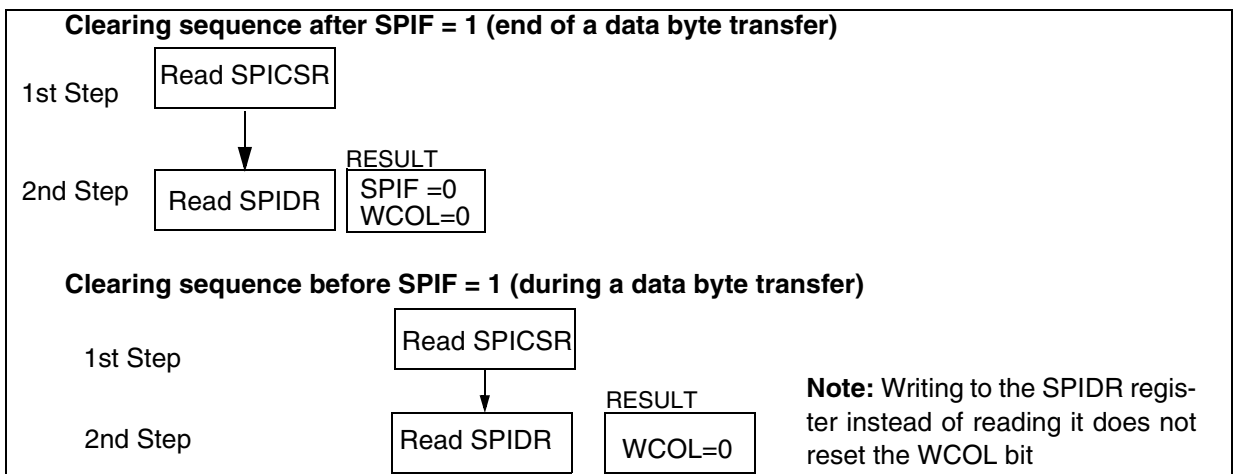 Clearing sequence after SPIF = 1 (end of a data byte transfer)
1st Step
Read SPICSR
2nd Step
Read SPIDR
RESULT
SPIF =0
WCOL=0
Clearing sequence before SPIF = 1 (during a data byte transfer)
1st Step
Read SPICSR
2nd Step
Read SPIDR
RESULT
WCOL=0
Note: Writing to the SPIDR regis-
ter instead of reading it does not
reset the WCOL bit